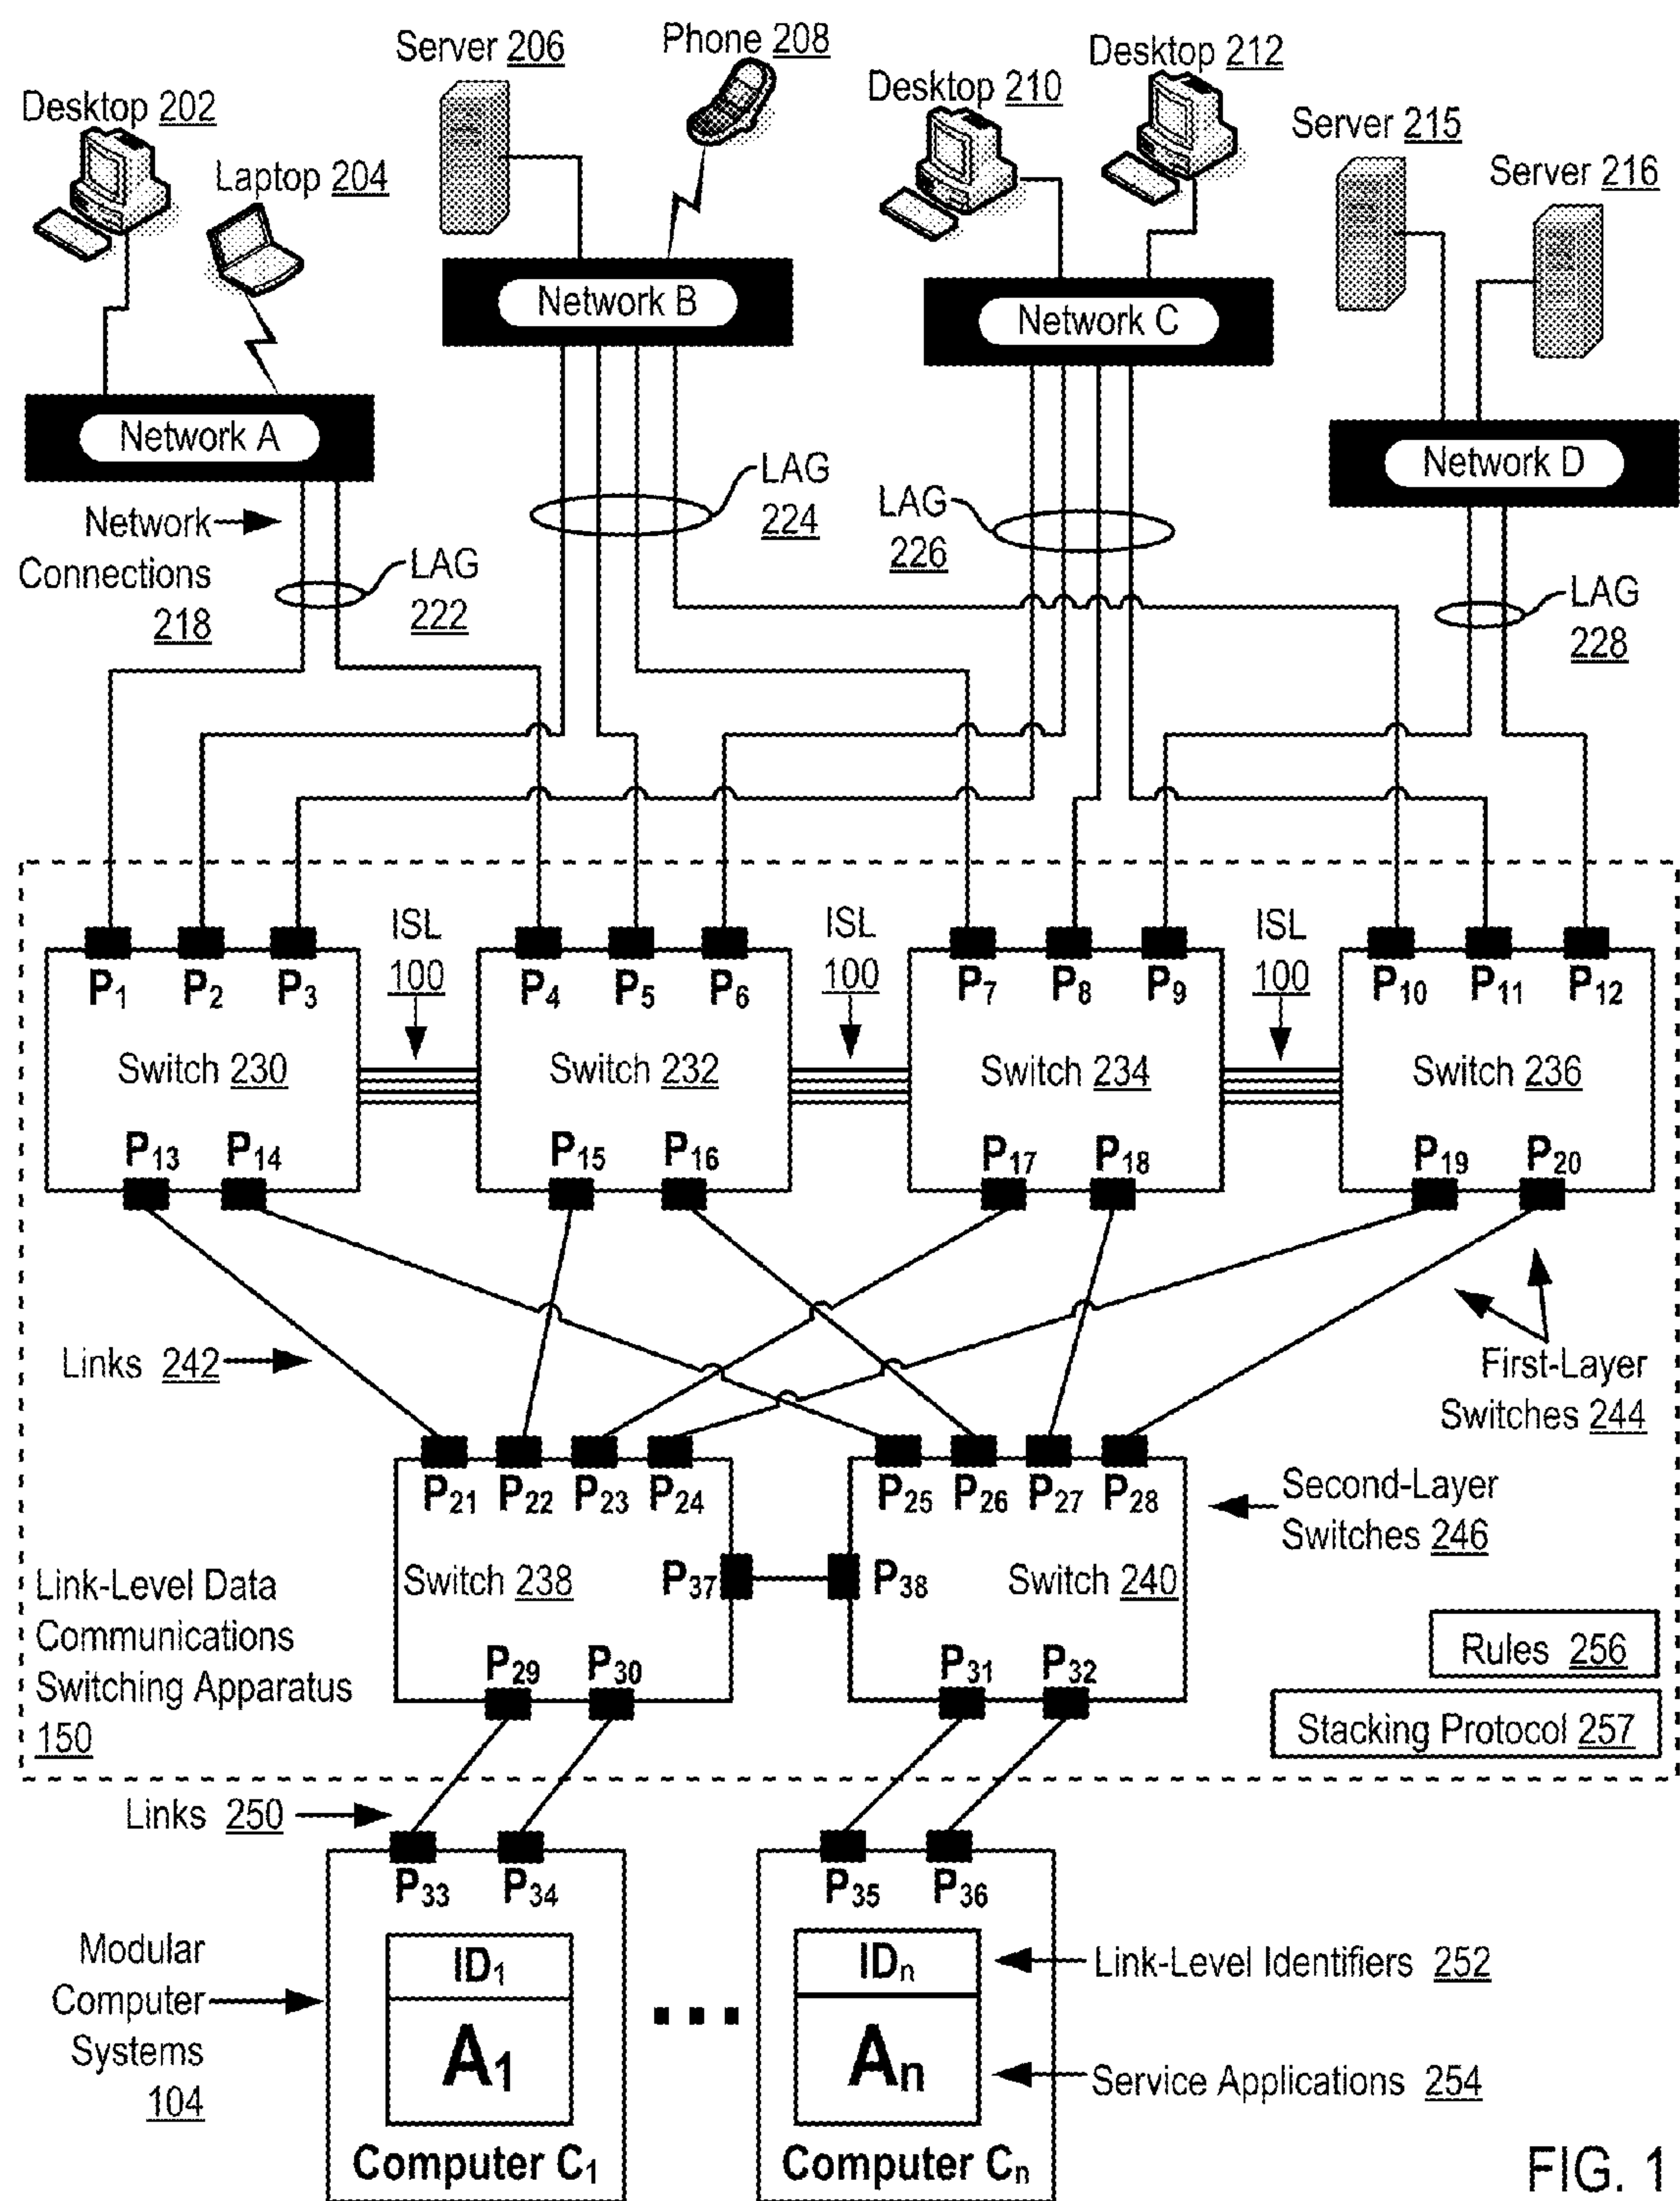 Server 206
Phone 208
Desktop 212
Desktop 210
Desktop 202
Server 215
Laptop 204
Server 216
Network B
Network C
Network A
Network D
LAG
224
LAG
226
Network
Connections
218
LAG
222
LAG
228
ISL
100
ISL
100
ISL
100
P1 P2 P3
P4 P5 P6
P7 P8 P9
P10 P11 P12
Switch 230
Switch 232
Switch 234
Switch 236
P13 P14
P15 P16
P17 P18
P19 P20
Links 242
First-Layer
Switches 244
P21 P22 P23 P24
P25 P26 P27 P28
Second-Layer
Switches 246
Switch 238
P37
P38
Switch 240
Link-Level Data
Communications
Switching Apparatus
150
P29 P30
P31 P32
Rules 256
Stacking Protocol 257
Links 250
P33 P34
P35 P36
Modular
Computer
Systems
104
ID1
A1
IDn
An
Link-Level Identifiers 252
Service Applications 254
Computer C1
Computer Cn
FIG. 1